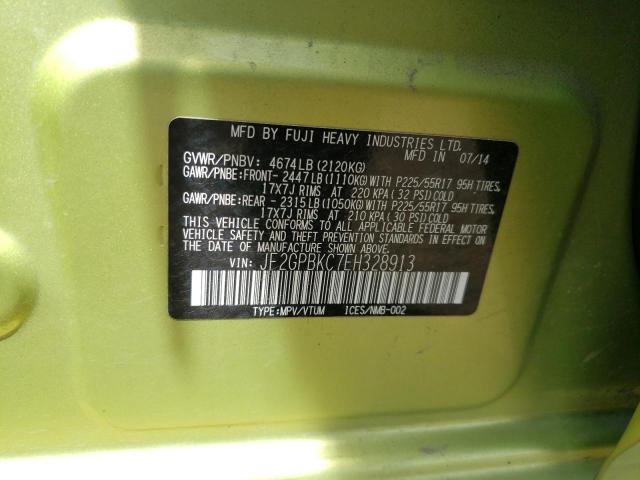 MFD BY FUJI HEAVY INDUSTRIES LTD.
MFD IN 07/14
GVWR/PNBV: 4674LB(2120KG)
GAWR/PNBE:FRONT- 2447LB(1110KG)WITH P225/55R17 95H TIRES,
17X7J RIMS AT 220 KPA(32 PSI)COLD
GAWR/PNBE:REAR - 2315LB(1050KG)WITH P225/55R17 95H TIRES,
17X7J RIMS AT 210 KPA(30 PSI)COLD
THIS VEHICLE CONFORMS TO ALL APPLICABLE FEDERAL MOTOR
VEHICLE SAFETY AND THEFT PREVENTION STANDARDS IN EFFECT ON
THE DATE OF MANUFACTURE SHOWN ABOVE.
VIN: JF2GPBKC7EH328913
TYPE:MPV/VTUM ICES/NMB-002